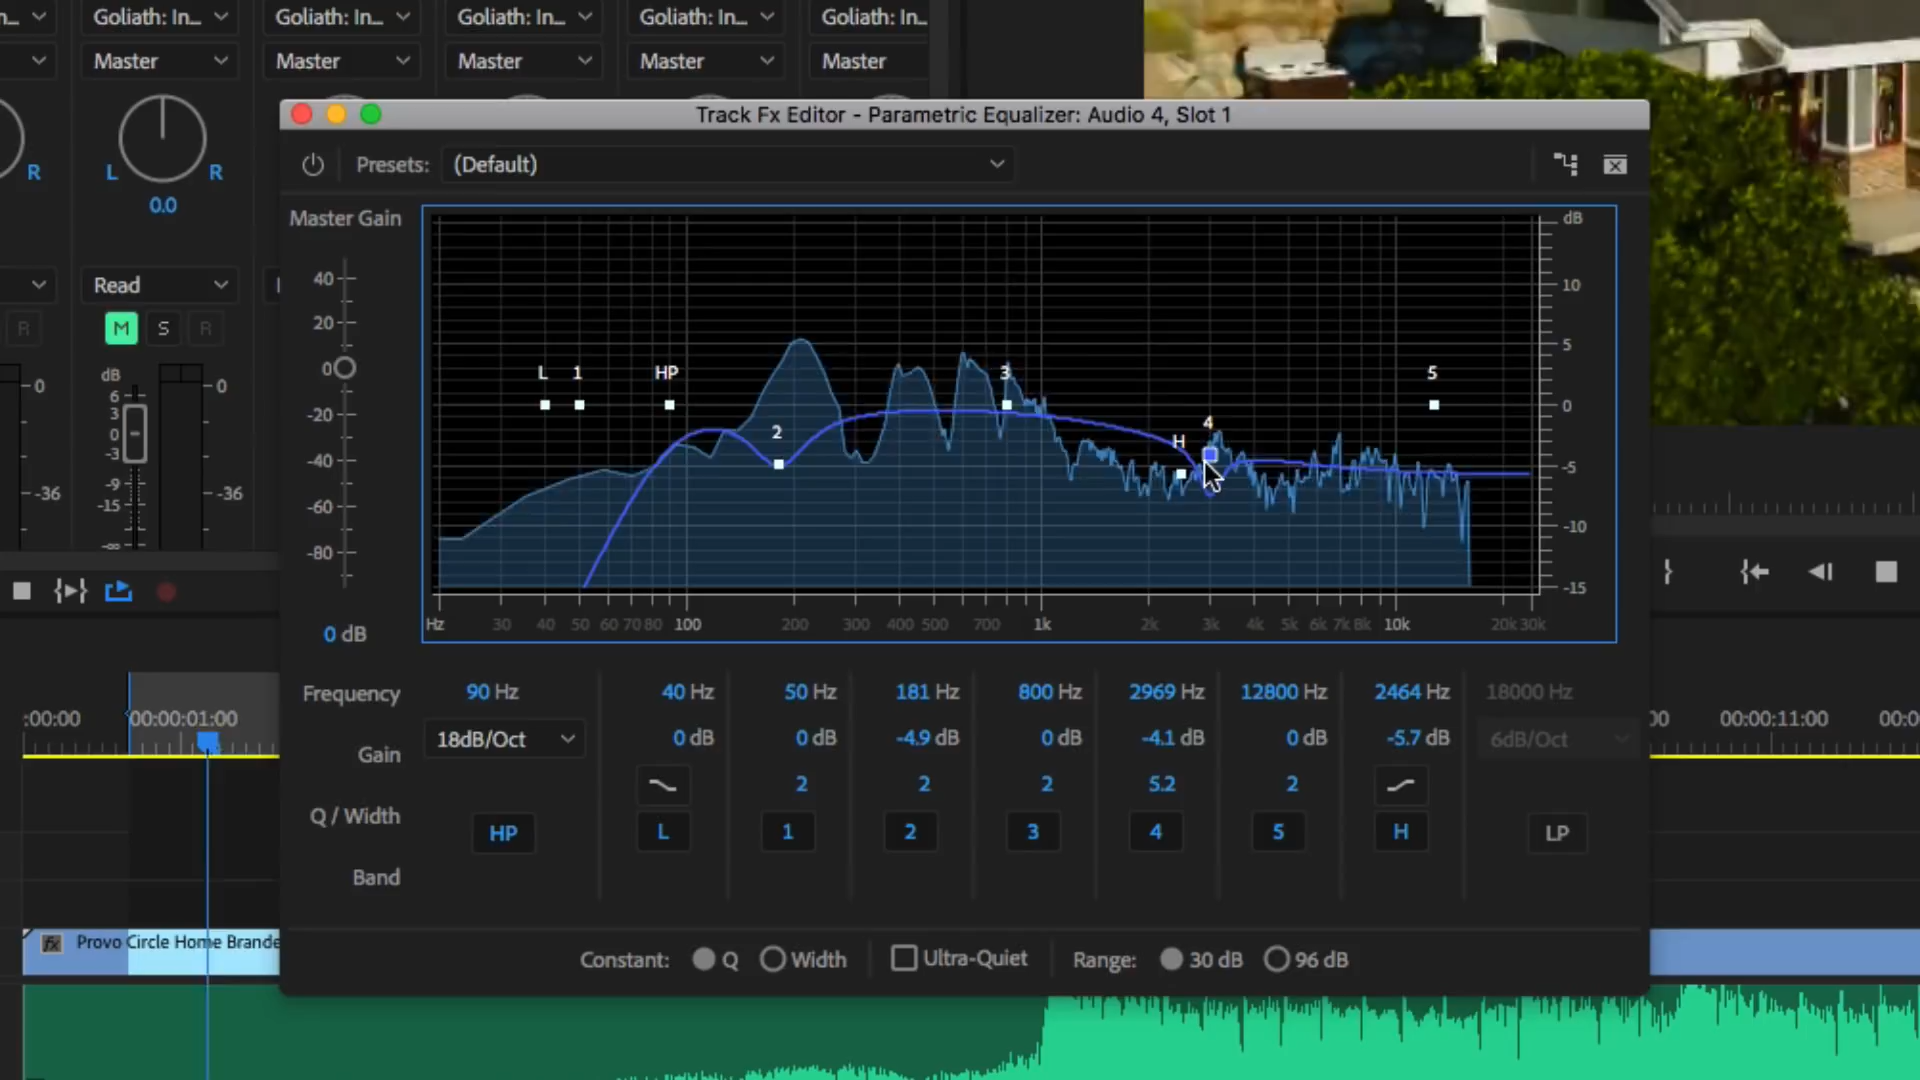 Goliath: In... Goliath: In... Goliath: In... Goliath: In... Goliath: In..
Master Master Master Master Master
Track Fx Editor - Parametric Equalizer: Audio 4, Slot 1
Presets: (Default)
R L R
0.0
Master Gain
dB
40 20 0 -20 -40 -60 -80
10 5 0 -5 -10 -15
L 1 HP 2 3 H 4 5
Read
R M S R
dB
6 3 0 -3 -9 -15 -∞
0 -36 0 -36
Hz 30 40 50 60 70 80 100 200 300 400 500 700 1k 2k 3k 4k 5k 6k 7k 8k 10k 20k 30k
0 dB
Frequency 90 Hz 40 Hz 50 Hz 181 Hz 800 Hz 2969 Hz 12800 Hz 2464 Hz 18000 Hz
Gain 18dB/Oct 0 dB 0 dB -4.9 dB 0 dB -4.1 dB 0 dB -5.7 dB 6dB/Oct
Q / Width 2 2 2 5.2 2
Band HP L 1 2 3 4 5 H LP
:00:00 00:00:01:00 00 00:00:11:00 00:0
fx Provo Circle Home Brande
Constant: Q Width Ultra-Quiet Range: 30 dB 96 dB